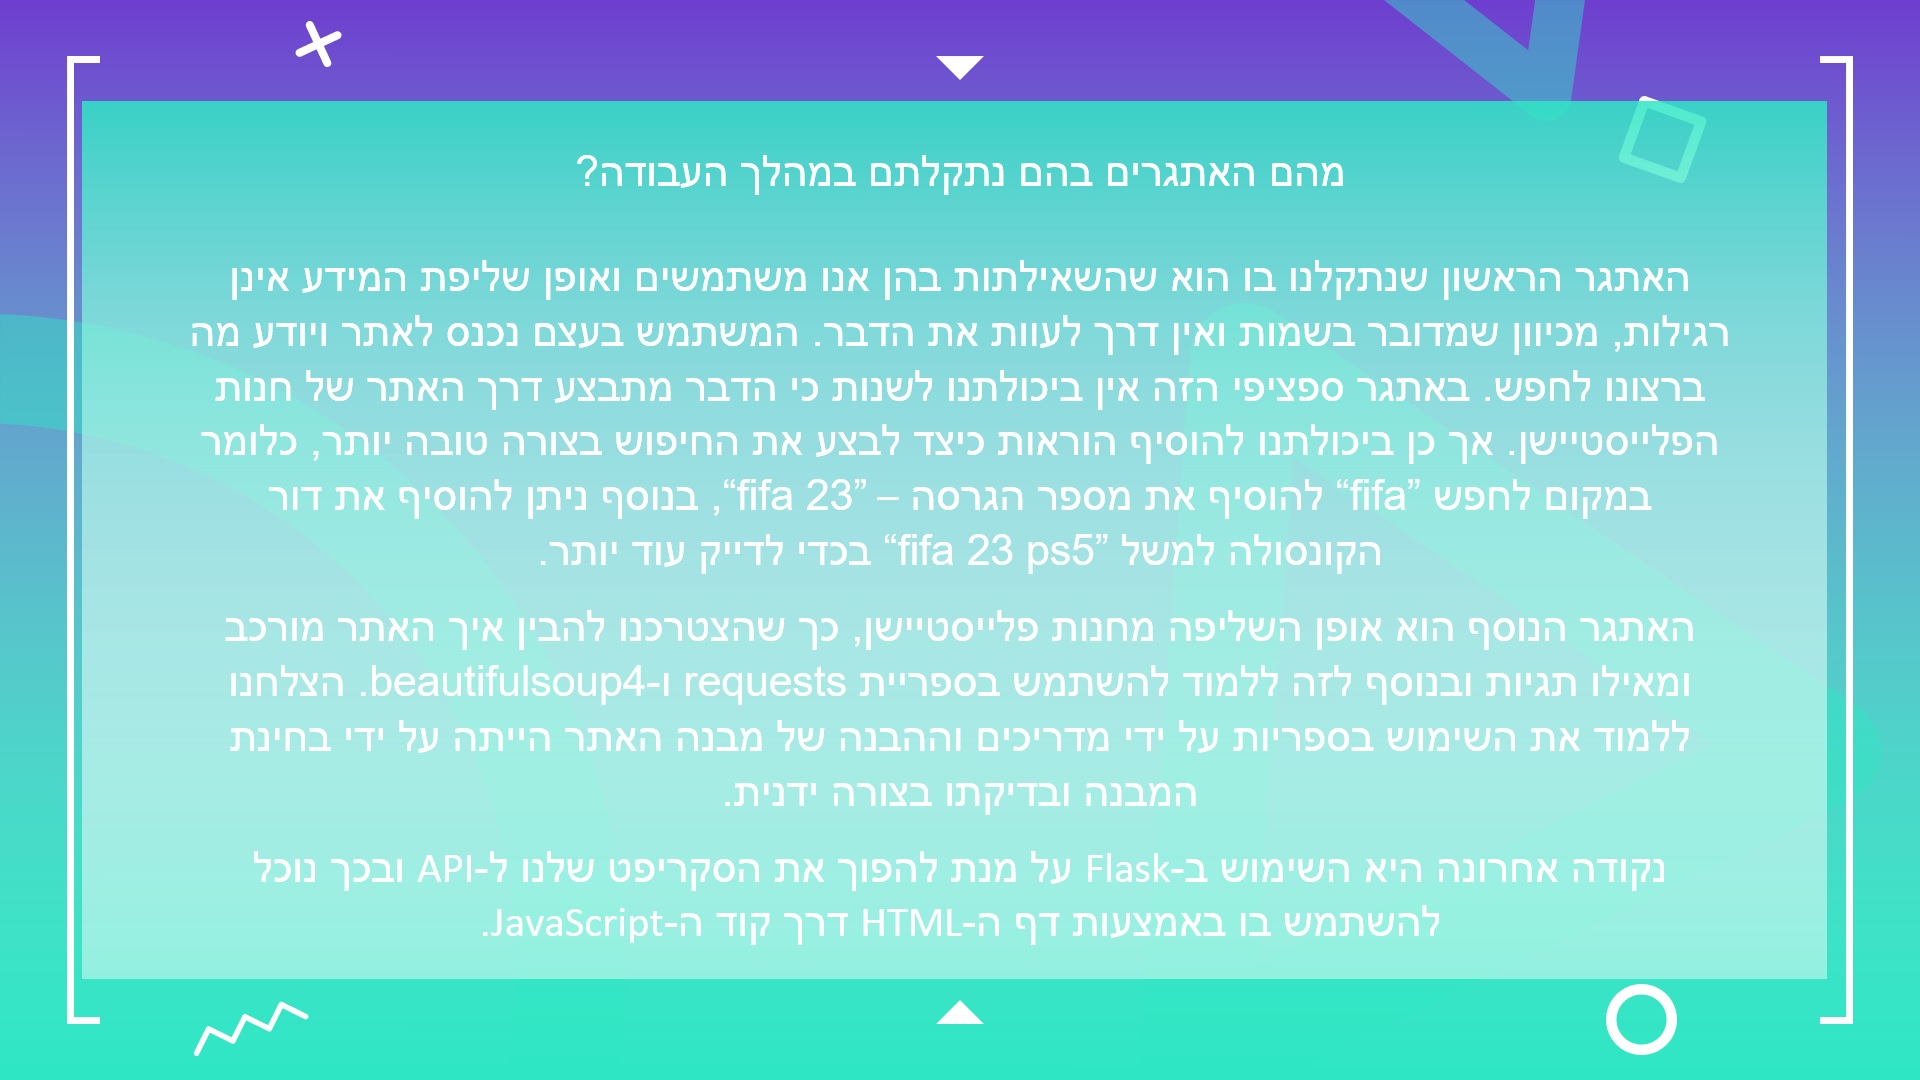 מהם האתגרים בהם נתקלתם במהלך העבודה?
האתגר הראשון שנתקלנו בו הוא שהשאילתות בהן אנו משתמשים ואופן שליפת המידע אינן
רגילות, מכיוון שמדובר בשמות ואין דרך לעוות את הדבר. המשתמש בעצם נכנס לאתר ויודע מה
ברצונו לחפש. באתגר ספציפי הזה אין ביכולתנו לשנות כי הדבר מתבצע דרך האתר של חנות
הפלייסטיישן. אך כן ביכולתנו להוסיף הוראות כיצד לבצע את החיפוש בצורה טובה יותר, כלומר
במקום לחפש ”fifa“ להוסיף את מספר הגרסה – ”fifa 23“, בנוסף ניתן להוסיף את דור
הקונסולה למשל ”fifa 23 ps5“ בכדי לדייק עוד יותר.
האתגר הנוסף הוא אופן השליפה מחנות פלייסטיישן, כך שהצטרכנו להבין איך האתר מורכב
ומאילו תגיות ובנוסף לזה ללמוד להשתמש בספריית requests ו-beautifulsoup4. הצלחנו
ללמוד את השימוש בספריות על ידי מדריכים וההבנה של מבנה האתר הייתה על ידי בחינת
המבנה ובדיקתו בצורה ידנית.
נקודה אחרונה היא השימוש ב-Flask על מנת להפוך את הסקריפט שלנו ל-API ובכך נוכל
להשתמש בו באמצעות דף ה-HTML דרך קוד ה-JavaScript.